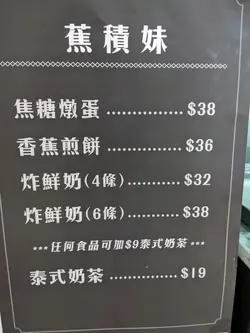 蕉積妹
焦糖燉蛋 ............... $38
香蕉煎餅 ............... $36
炸鮮奶(4條) .......... $32
炸鮮奶(6條) .......... $38
***任何食品可加$9泰式奶茶***
泰式奶茶 ............. $19